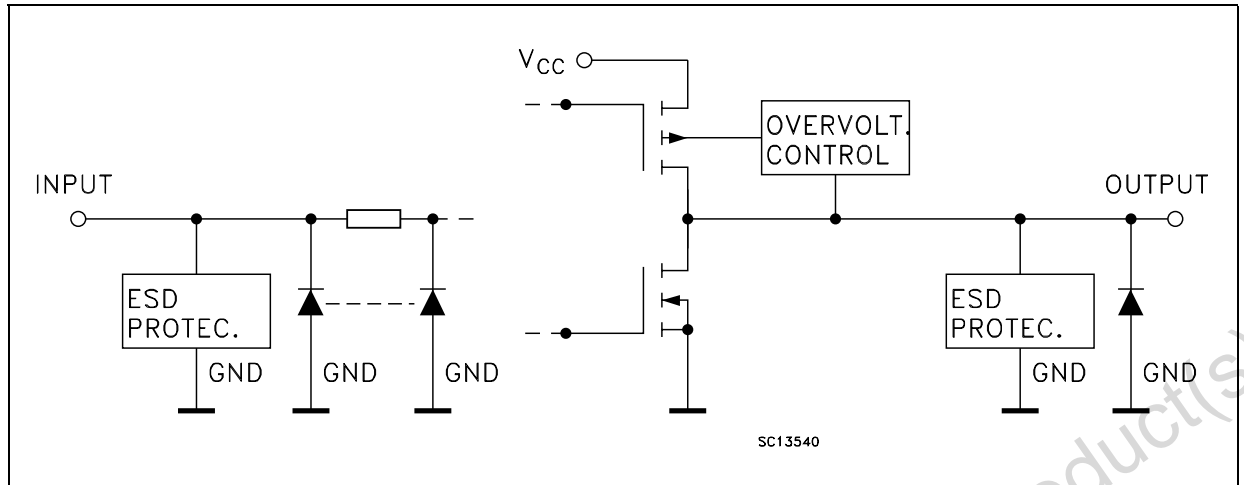 VCC
OVERVOLT.
CONTROL
INPUT
OUTPUT
ESD
PROTEC.
GND
GND
GND
ESD
PROTEC.
GND
GND
SC13540